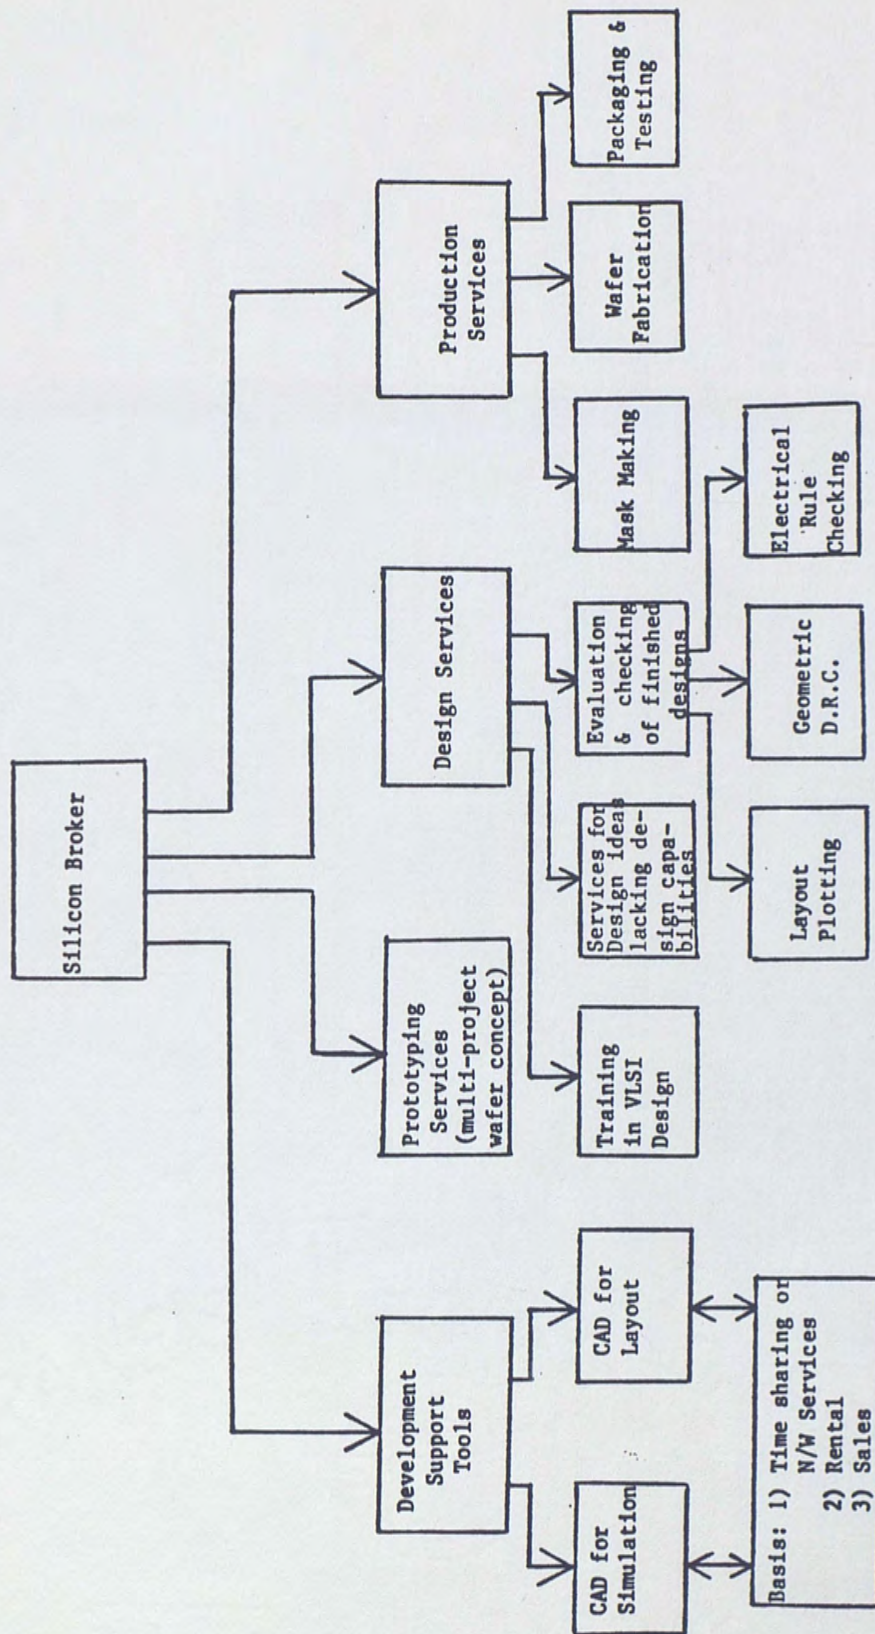 Silicon Broker
Development
Support
Tools
Prototyping
Services
(multi-project
wafer concept)
Design Services
Production
Services
CAD for
Simulation
CAD for
Layout
Training
in VLSI
Design
Services for
Design ideas
lacking de-
sign capa-
bilities
Evaluation
& checking
of finished
designs
Mask Making
Wafer
Fabrication
Packaging &
Testing
Basis: 1) Time sharing or
N/W Services
2) Rental
3) Sales
Layout
Plotting
Geometric
D.R.C.
Electrical
Rule
Checking